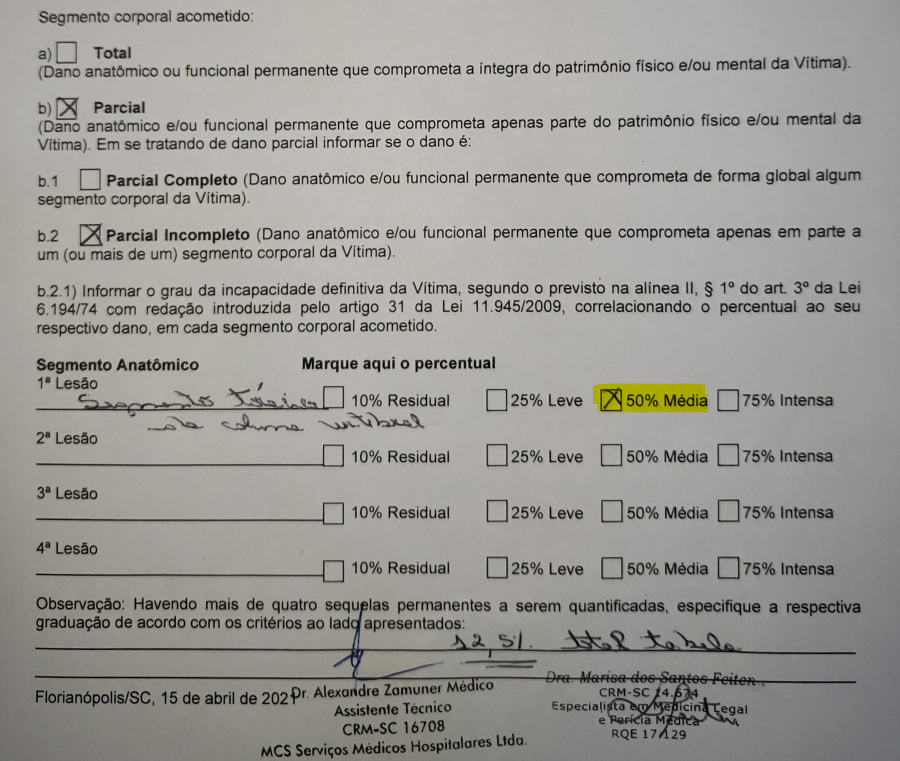 Segmento corporal acometido:
a) Total
(Dano anatômico ou funcional permanente que comprometa a íntegra do patrimônio físico e/ou mental da Vítima).
b) X Parcial
(Dano anatômico e/ou funcional permanente que comprometa apenas parte do patrimônio físico e/ou mental da
Vítima). Em se tratando de dano parcial informar se o dano é:
b.1 Parcial Completo (Dano anatômico e/ou funcional permanente que comprometa de forma global algum
segmento corporal da Vítima).
b.2 X Parcial Incompleto (Dano anatômico e/ou funcional permanente que comprometa apenas em parte a
um (ou mais de um) segmento corporal da Vítima).
b.2.1) Informar o grau da incapacidade definitiva da Vítima, segundo o previsto na alínea II, § 1º do art. 3º da Lei
6.194/74 com redação introduzida pelo artigo 31 da Lei 11.945/2009, correlacionando o percentual ao seu
respectivo dano, em cada segmento corporal acometido.
Segmento Anatômico Marque aqui o percentual
1ª Lesão
Segmento 10% Residual 25% Leve X 50% Média 75% Intensa
da coluna vertebral
2ª Lesão
10% Residual 25% Leve 50% Média 75% Intensa
3ª Lesão
10% Residual 25% Leve 50% Média 75% Intensa
4ª Lesão
10% Residual 25% Leve 50% Média 75% Intensa
Observação: Havendo mais de quatro sequelas permanentes a serem quantificadas, especifique a respectiva
graduação de acordo com os critérios ao lado apresentados:
12,5% total tabela
Florianópolis/SC, 15 de abril de 2021
Dr. Alexandre Zamuner Médico
Assistente Técnico
CRM-SC 16708
MCS Serviços Médicos Hospitalares Ltda.
Dra. Marisa dos Santos
CRM-SC 14.674
Especialista em Medicina Legal
e Perícia Médica
RQE 17129